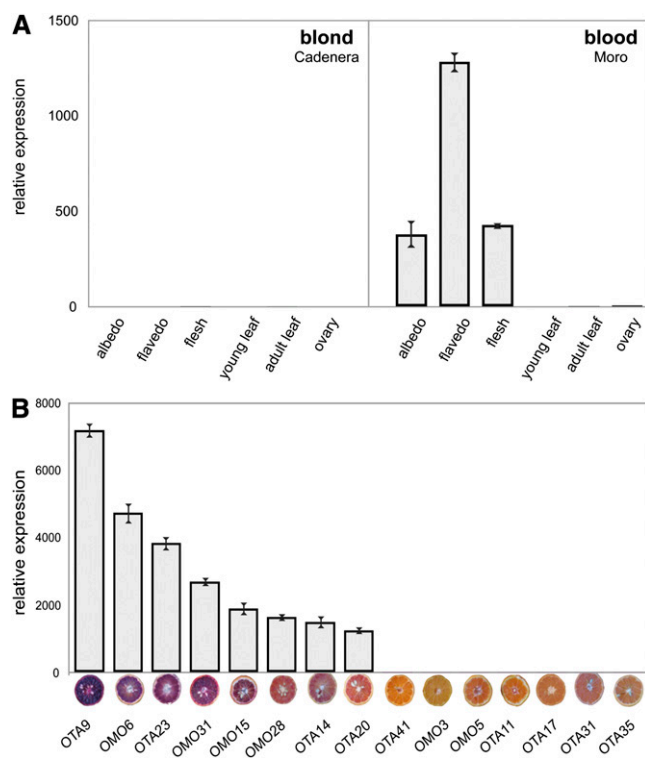 A
1500
1000
500
0
relative expression
blond
Cadenera
blood
Moro
albedo
flavedo
flesh
young leaf
adult leaf
ovary
albedo
flavedo
flesh
young leaf
adult leaf
ovary
B
8000
6000
4000
2000
0
relative expression
OTA9
OMO6
OTA23
OMO31
OMO15
OMO28
OTA14
OTA20
OTA41
OMO3
OMO5
OTA11
OTA17
OTA31
OTA35